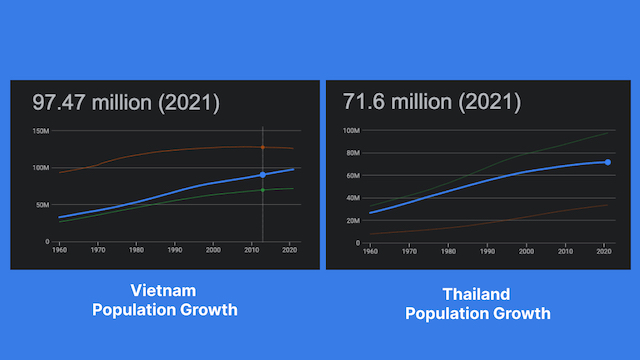 97.47 million (2021)
150M
100M
50M
0
1960 1970 1980 1990 2000 2010 2020
Vietnam
Population Growth
71.6 million (2021)
100M
80M
60M
40M
20M
0
1960 1970 1980 1990 2000 2010 2020
Thailand
Population Growth